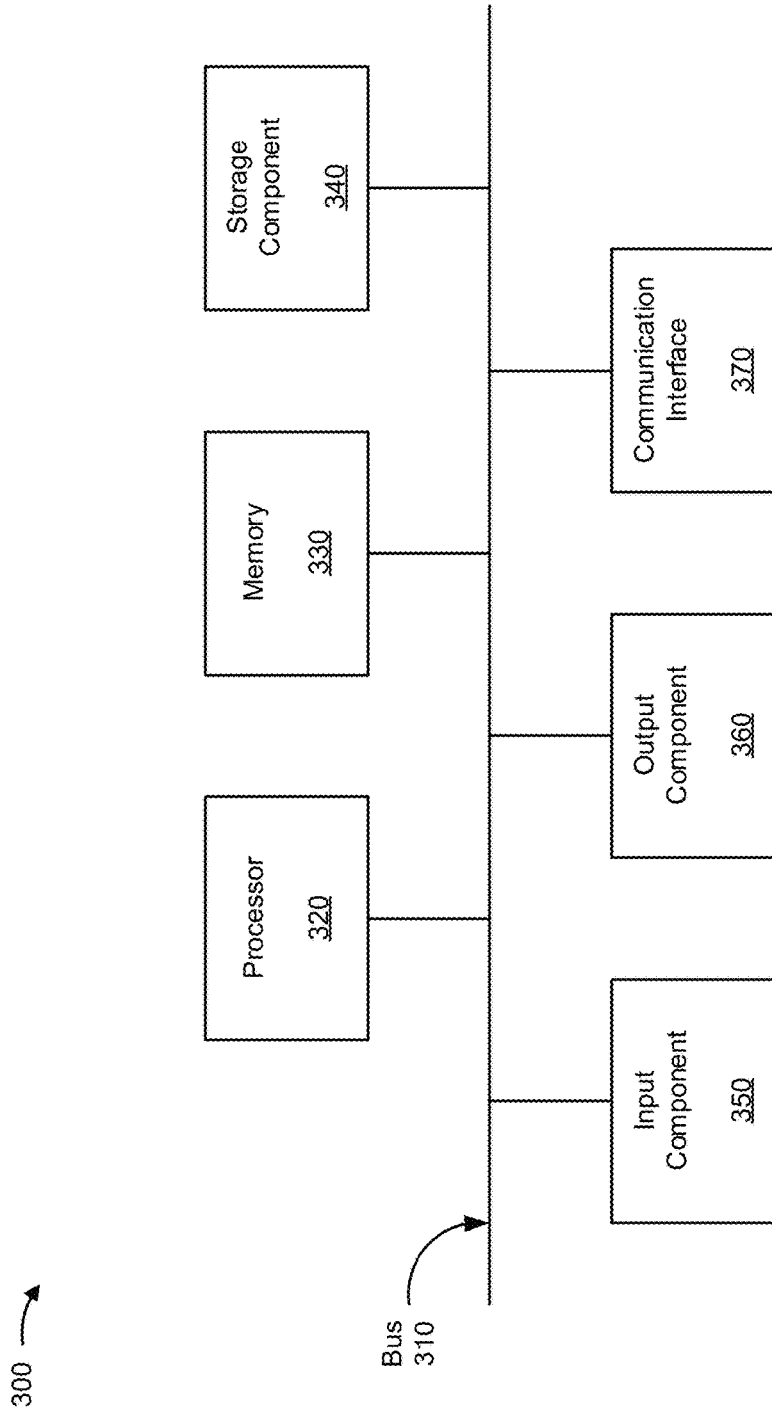 300
Bus
310
Processor
320
Memory
330
Storage
Component
340
Input
Component
350
Output
Component
360
Communication
Interface
370